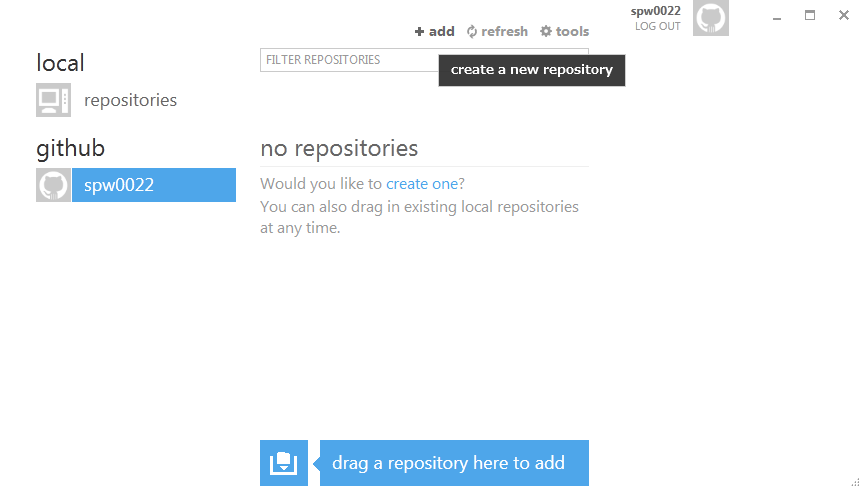 spw0022
LOG OUT
add
refresh
tools
local
FILTER REPOSITORIES
create a new repository
repositories
github
spw0022
no repositories
Would you like to create one?
You can also drag in existing local repositories
at any time.
drag a repository here to add